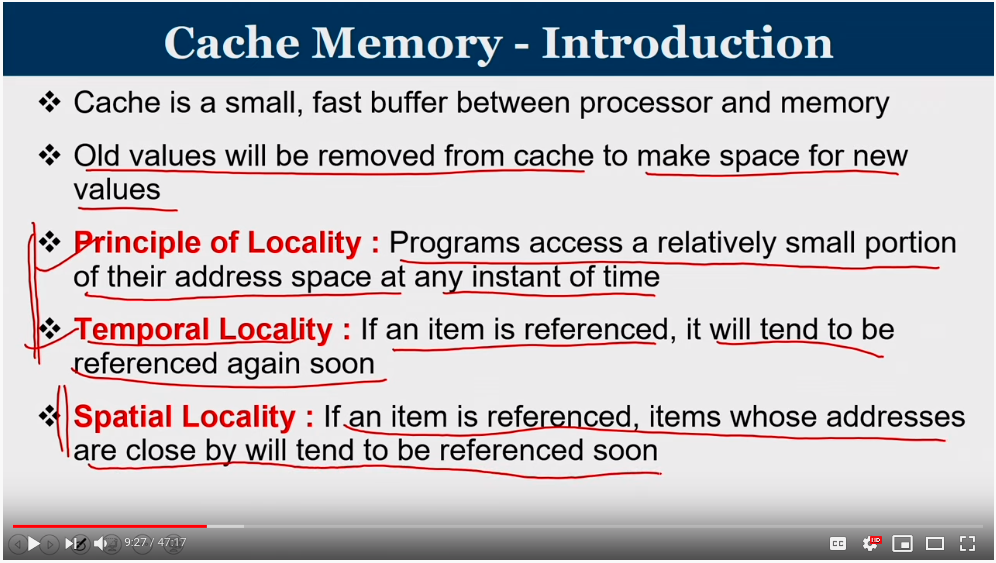 Cache Memory - Introduction
❖ Cache is a small, fast buffer between processor and memory
❖ Old values will be removed from cache to make space for new
values
❖ Principle of Locality : Programs access a relatively small portion
of their address space at any instant of time
❖ Temporal Locality : If an item is referenced, it will tend to be
referenced again soon
❖ Spatial Locality : If an item is referenced, items whose addresses
are close by will tend to be referenced soon
9:27 / 47:17
CC
HD